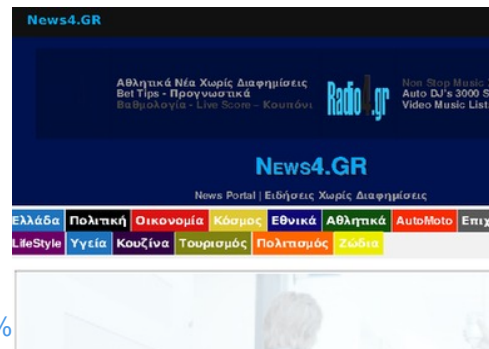 News4.GR
Αθλητικά Νέα Χωρίς Διαφημίσεις
Bet Tips - Προγνωστικά
Βαθμολογία - Live Score – Κουπόνι
Radio4.gr
Non Stop Music
Auto DJ's 3000 S
Video Music List
News4.GR
News Portal | Ειδήσεις Χωρίς Διαφημίσεις
Ελλάδα Πολιτική Οικονομία Κόσμος Εθνικά Αθλητικά AutoMoto Επιχ
LifeStyle Υγεία Κουζίνα Τουρισμός Πολιτισμός Ζώδια
%